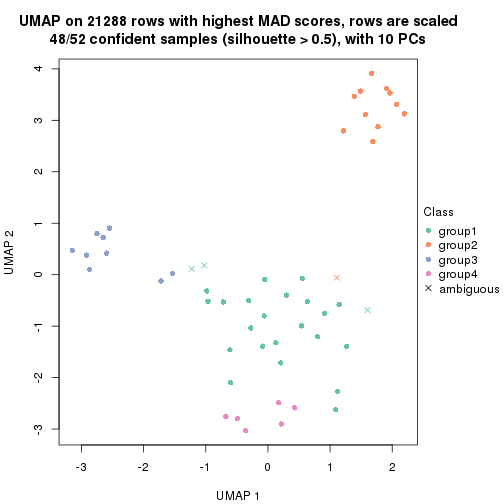 UMAP on 21288 rows with highest MAD scores, rows are scaled
48/52 confident samples (silhouette > 0.5), with 10 PCs
4
3
2
1
0
-1
-2
-3
UMAP 2
-3
-2
-1
0
1
2
UMAP 1
Class
group1
group2
group3
group4
ambiguous